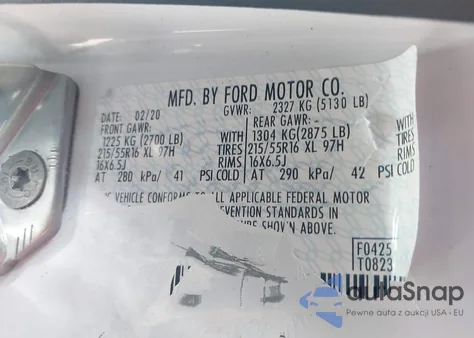 MFD. BY FORD MOTOR CO.
DATE: 02/20 GVWR: 2327 KG (5130 LB)
FRONT GAWR: REAR GAWR:
1225 KG (2700 LB) WITH 1304 KG(2875 LB) WITH
215/55R16 XL 97H TIRES 215/55R16 XL 97H TIRES
16X6.5J RIMS 16X6.5J RIMS
AT 280 kPa/ 41 PSI COLD AT 290 kPa/ 42 PSI COLD
VEHICLE CONFORMS TO ALL APPLICABLE FEDERAL MOTOR
STANDARDS IN
SHOWN ABOVE.
F0425
T0823
autaSnap
Pewne auta z aukcji USA i EU